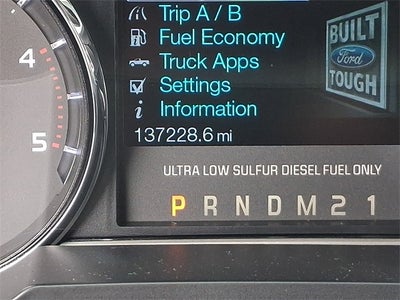 Trip A / B
Fuel Economy
Truck Apps
Settings
Information
137228.6 mi
BUILT
Ford
TOUGH
4
5
ULTRA LOW SULFUR DIESEL FUEL ONLY
P R N D M 2 1